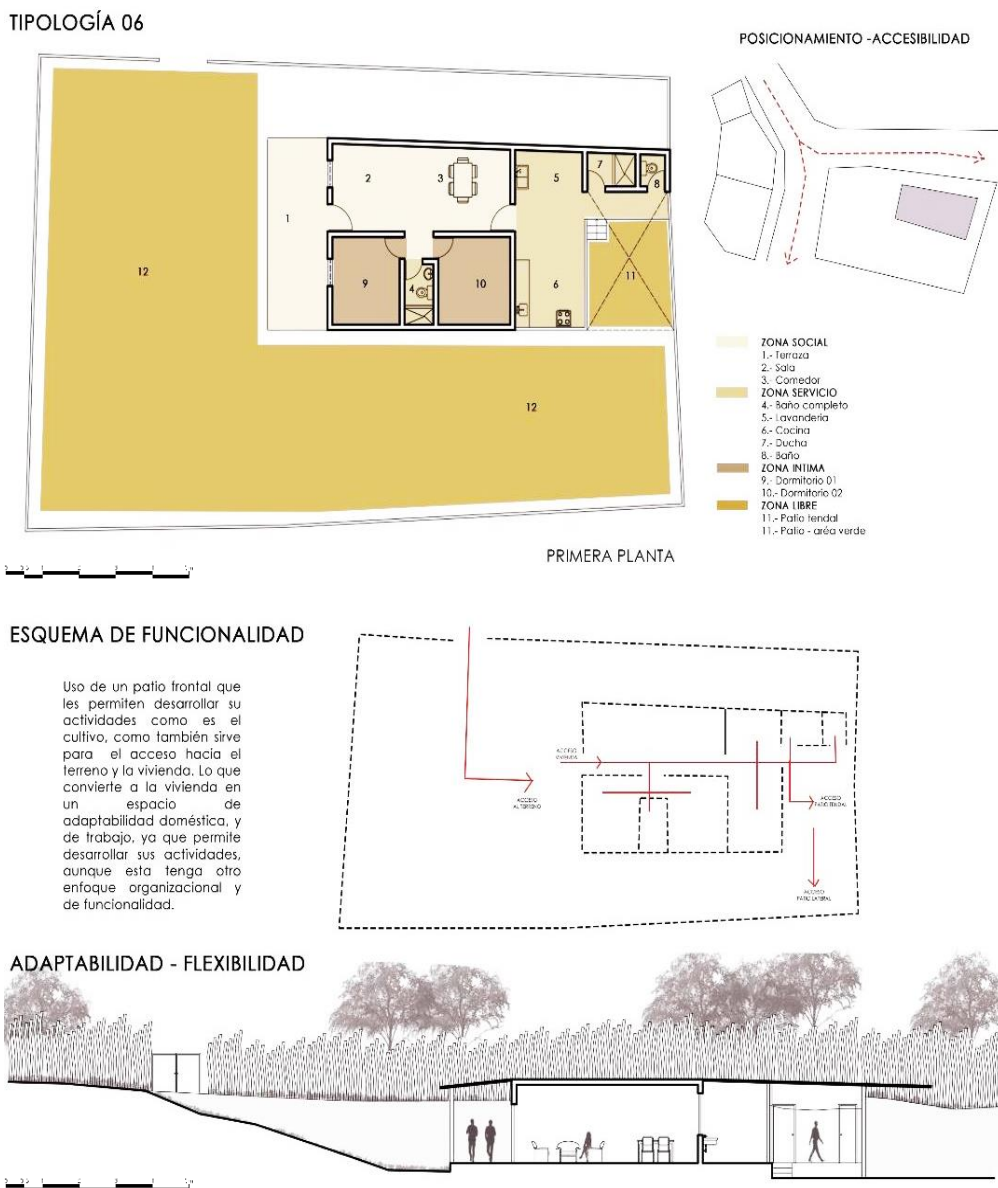 TIPOLOGÍA 06
POSICIONAMIENTO -ACCESIBILIDAD
1
2
3
4
5
6
7
8
9
10
11
12
12
ZONA SOCIAL
1.- Terraza
2.- Sala
3.- Comedor
ZONA SERVICIO
4.- Baño completo
5.- Lavandería
6.- Cocina
7.- Ducha
8.- Baño
ZONA INTIMA
9.- Dormitorio 01
10.- Dormitorio 02
ZONA LIBRE
11.- Patio tendal
11.- Patio - aréa verde
PRIMERA PLANTA
ESQUEMA DE FUNCIONALIDAD
Uso de un patio frontal que
les permiten desarrollar su
actividades como es el
cultivo, como también sirve
para el acceso hacia el
terreno y la vivienda. Lo que
convierte a la vivienda en
un espacio de
adaptabilidad doméstica, y
de trabajo, ya que permite
desarrollar sus actividades,
aunque esta tenga otro
enfoque organizacional y
de funcionalidad.
ACCESO
VIVIENDA
ACCESO
AL TERRENO
ACCESO
PATIO TENDAL
ACCESO
PATIO LATERAL
ADAPTABILIDAD - FLEXIBILIDAD